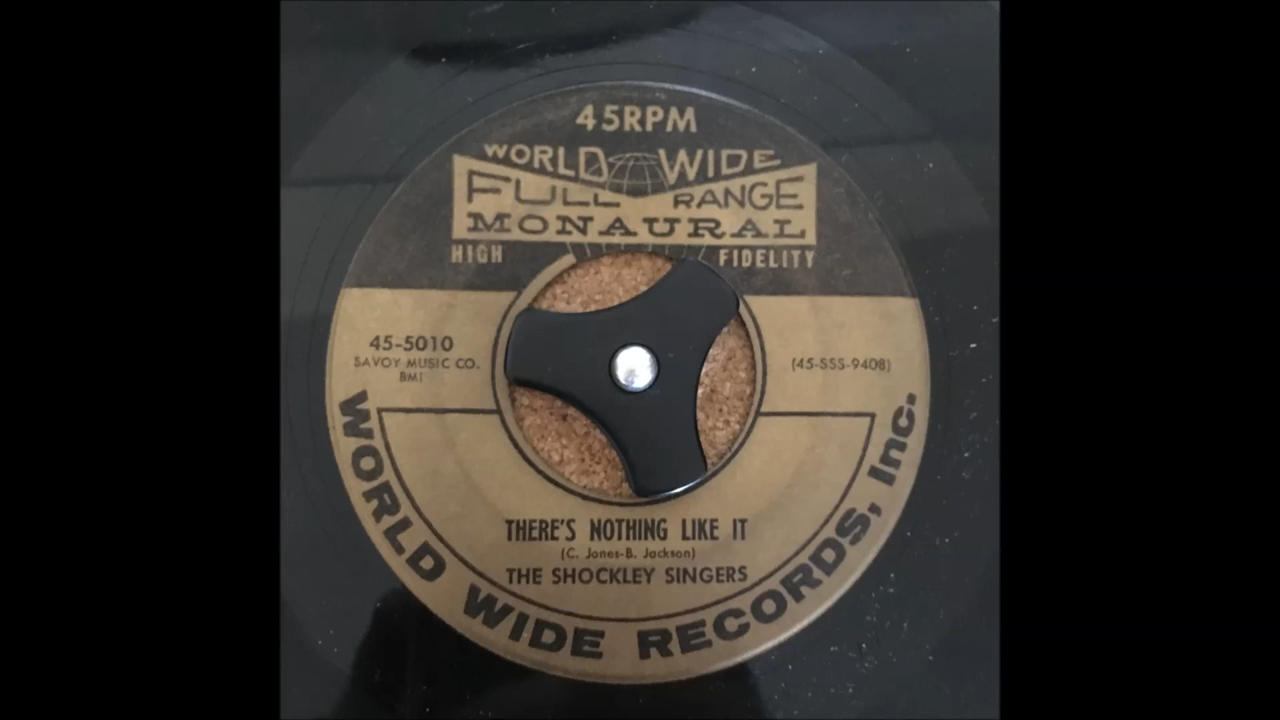 45RPM
WORLD WIDE
FULL RANGE
MONAURAL
HIGH FIDELITY
45-5010
SAVOY MUSIC CO.
BMI
(45-SSS-9408)
THERE'S NOTHING LIKE IT
(C. Jones-B. Jackson)
THE SHOCKLEY SINGERS
WORLD WIDE RECORDS, Inc.